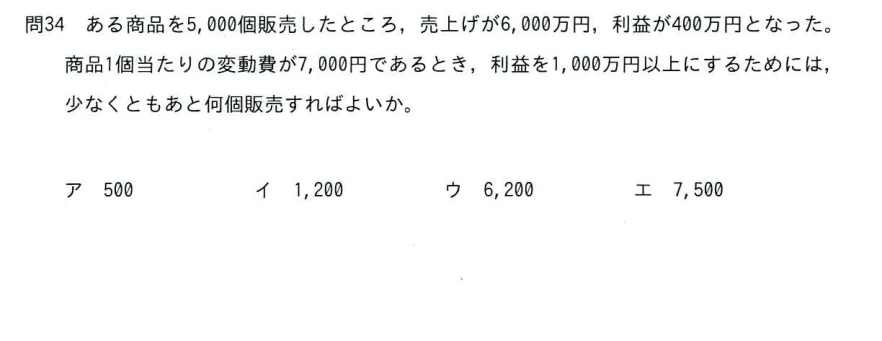 問34　ある商品を5,000個販売したところ，売上げが6,000万円，利益が400万円となった。
商品1個当たりの変動費が7,000円であるとき，利益を1,000万円以上にするためには，
少なくともあと何個販売すればよいか。
ア　500　イ　1,200　ウ　6,200　エ　7,500